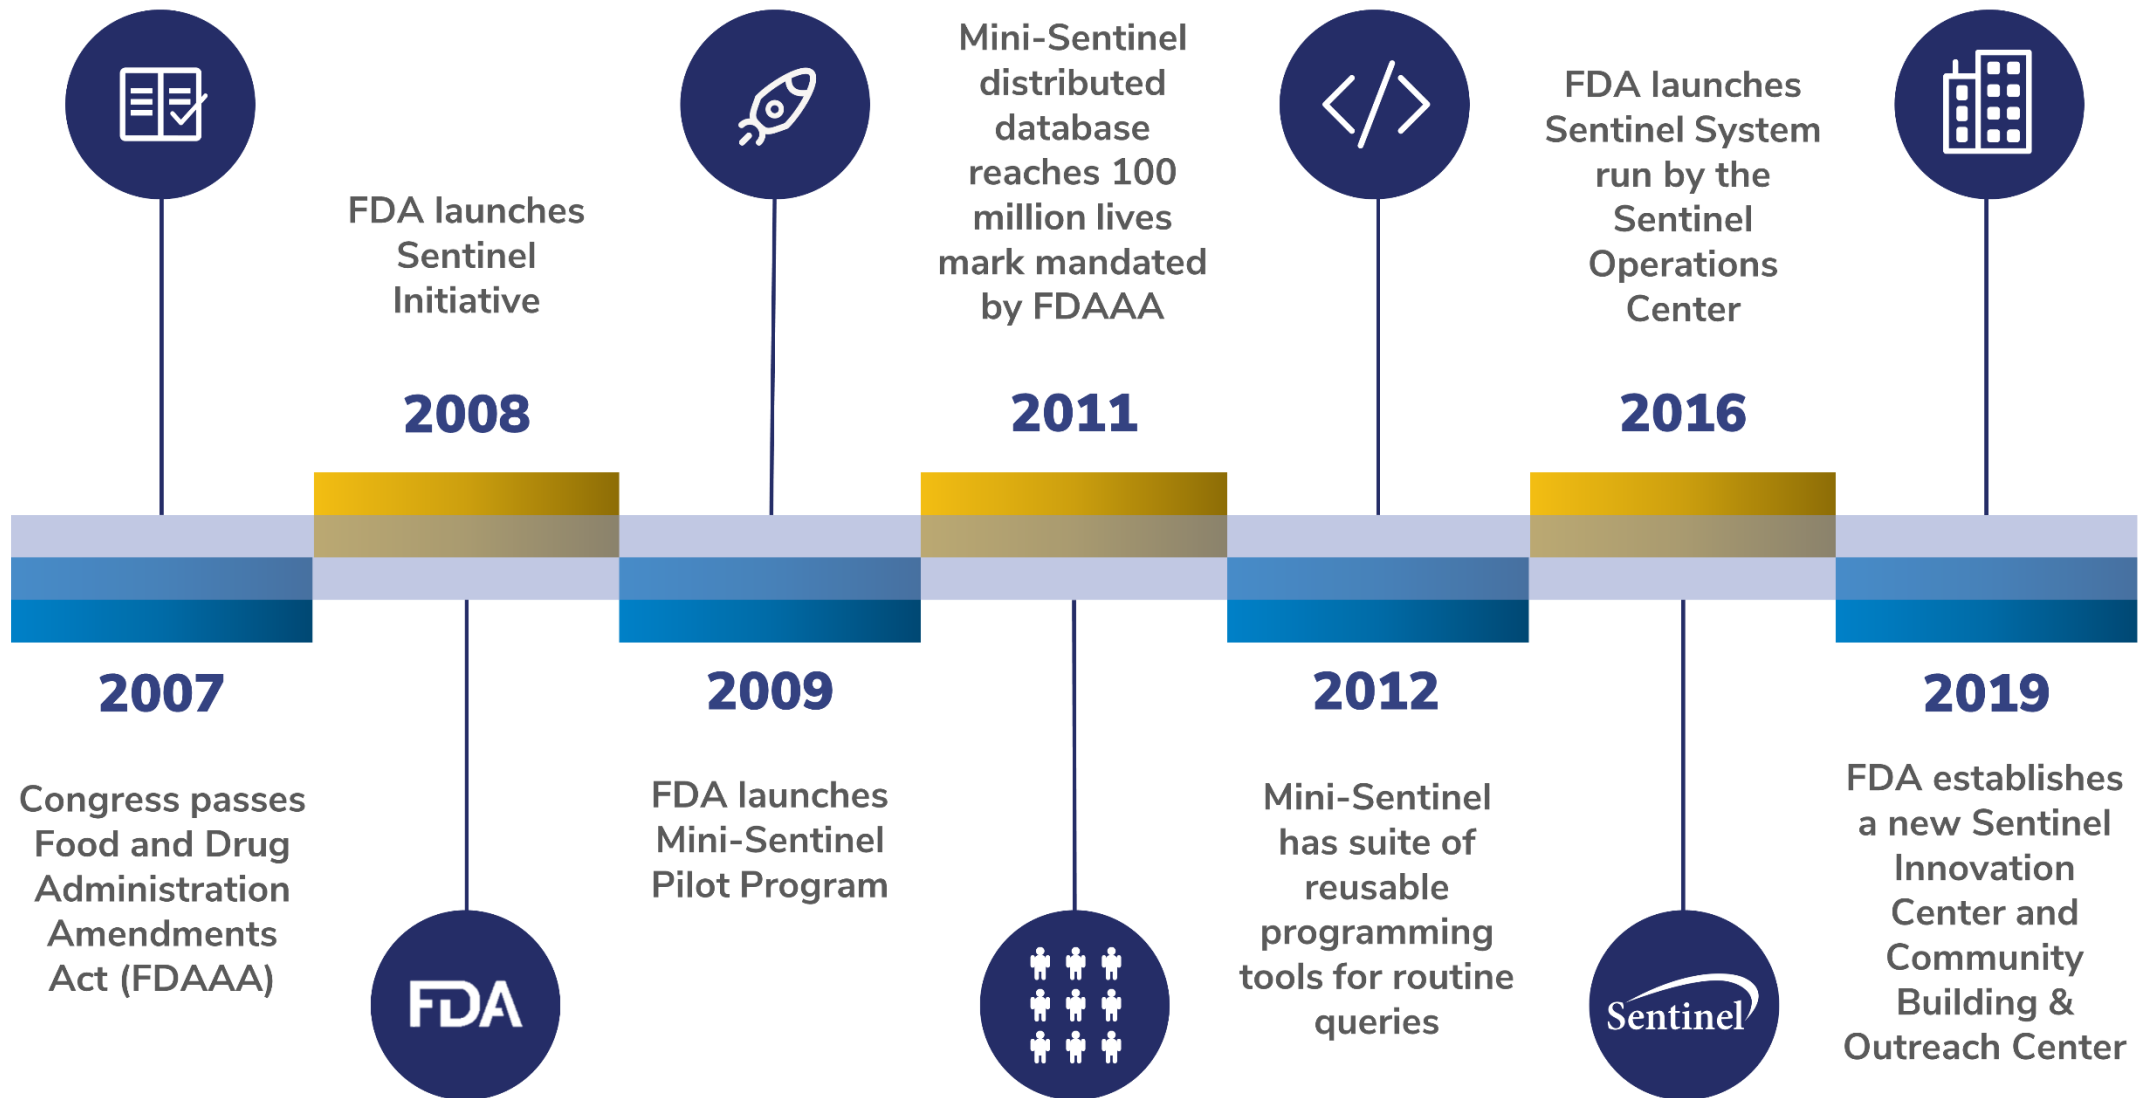 2007
Congress passes
Food and Drug
Administration
Amendments
Act (FDAAA)
FDA launches
Sentinel
Initiative
2008
FDA
2009
FDA launches
Mini-Sentinel
Pilot Program
Mini-Sentinel
distributed
database
reaches 100
million lives
mark mandated
by FDAAA
2011
2012
Mini-Sentinel
has suite of
reusable
programming
tools for routine
queries
FDA launches
Sentinel System
run by the
Sentinel
Operations
Center
2016
Sentinel
2019
FDA establishes
a new Sentinel
Innovation
Center and
Community
Building &
Outreach Center